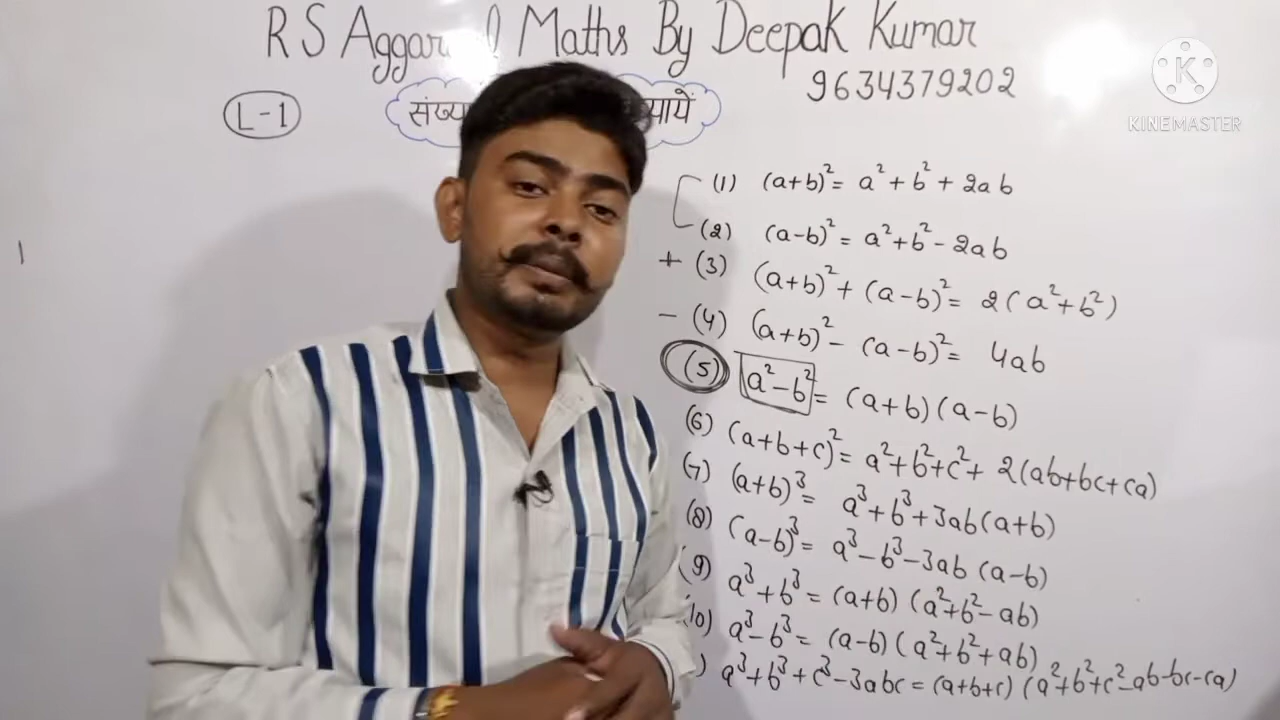 R S Maths By Deepak Kumar
9634379202
KINEMASTER
L-1
(1) (a+b)² = a² + b² + 2ab
(2) (a-b)² = a²+b² - 2ab
+ (3) (a+b)² + (a-b)² = 2(a²+b²)
- (4) (a+b)² - (a-b)² = 4ab
(5) a²-b² = (a+b)(a-b)
(6) (a+b+c)² = a²+b²+c²+ 2(ab+bc+ca)
(7) (a+b)³ = a³+b³+3ab(a+b)
(8) (a-b)³ = a³-b³-3ab (a-b)
(9) a³+b³ = (a+b) (a²+b²-ab)
(10) a³-b³ = (a-b) (a²+b²+ab)
) a³+b³+c³-3abc = (a+b+c) (a²+b²+c²-ab-bc-ca)